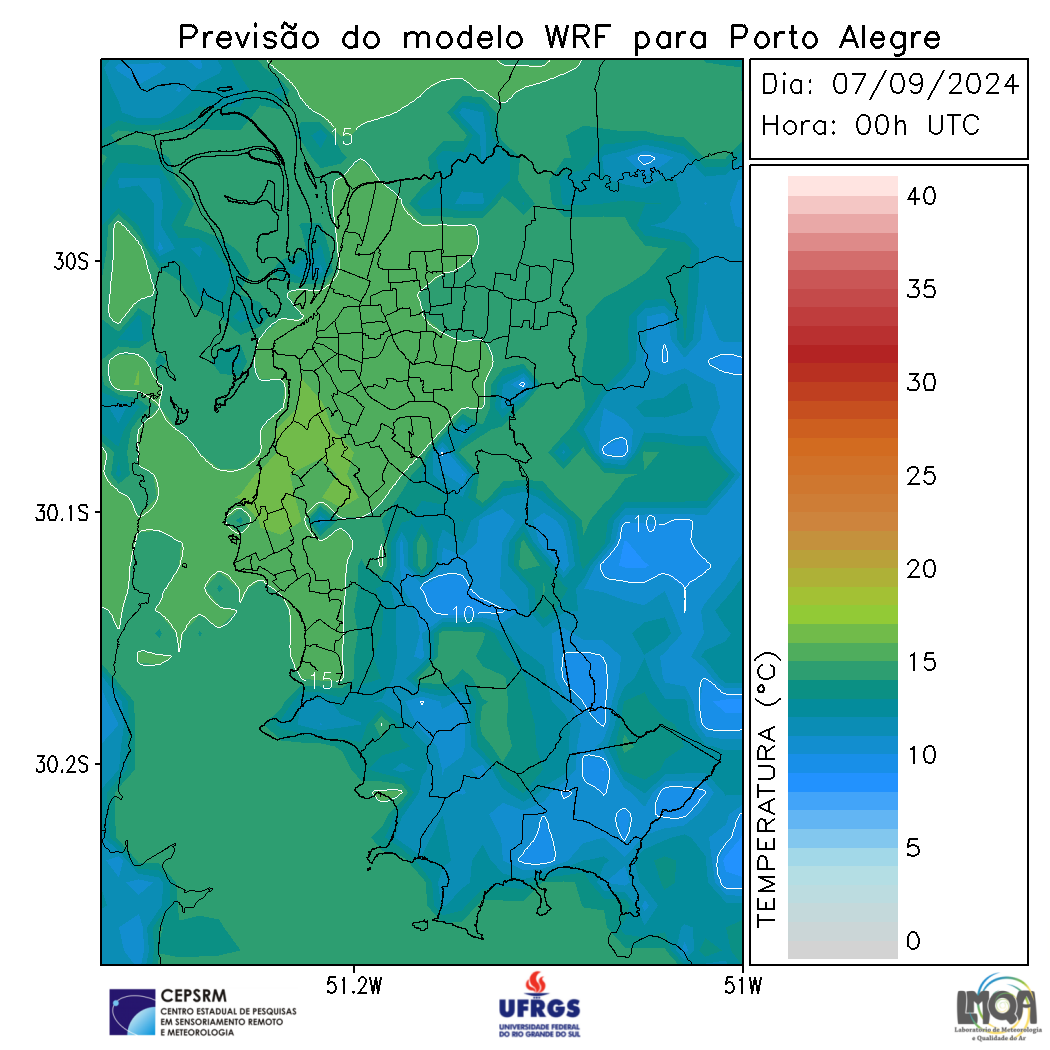 Previsão do modelo WRF para Porto Alegre
Dia: 07/09/2024
Hora: 00h UTC
15
10
10
15
30S
30.1S
30.2S
51.2W
51W
40
35
30
25
20
15
10
5
0
TEMPERATURA (°C)
CEPSRM
CENTRO ESTADUAL DE PESQUISAS
EM SENSORIAMENTO REMOTO
E METEOROLOGIA
UFRGS
UNIVERSIDADE FEDERAL
DO RIO GRANDE DO SUL
LMQA
Laboratório de Meteorologia
e Qualidade do Ar